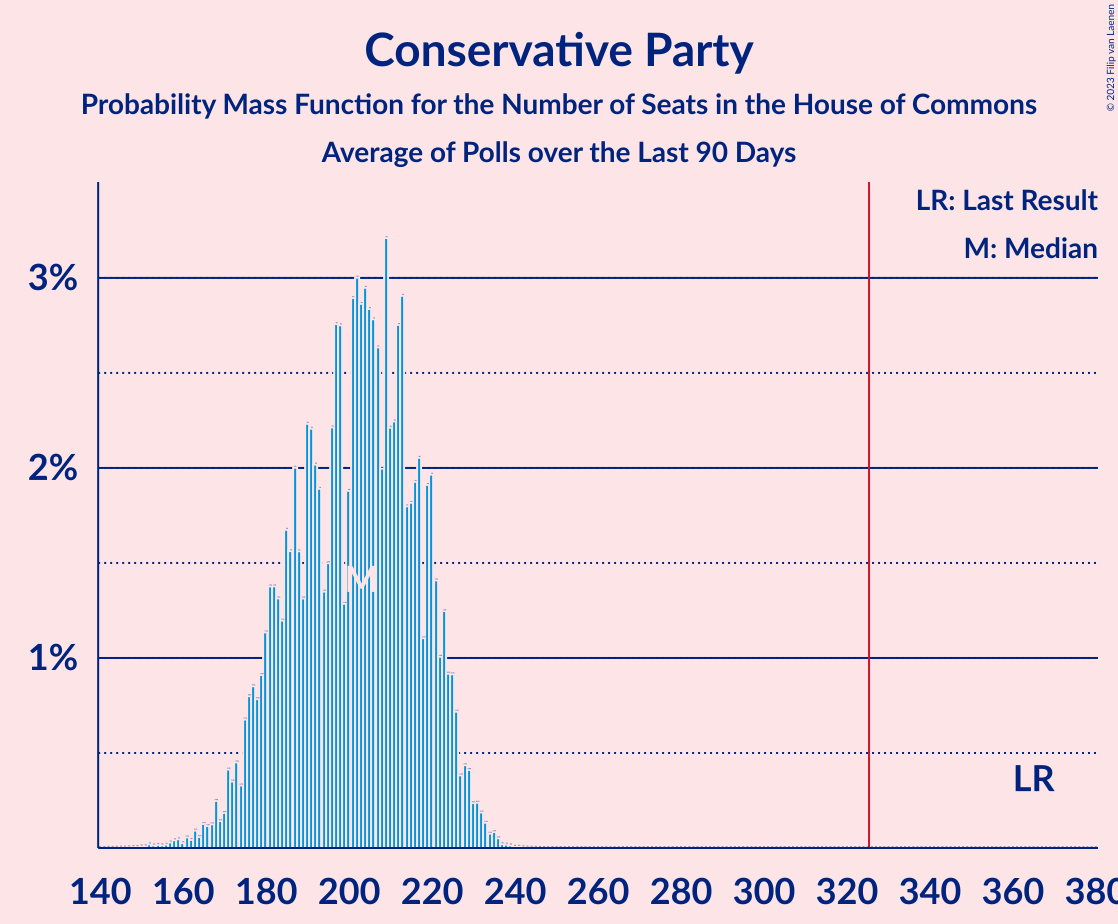 Conservative Party
Probability Mass Function for the Number of Seats in the House of Commons
Average of Polls over the Last 90 Days
© 2023 Filip van Laenen
LR: Last Result
M: Median
3%
2%
1%
M
LR
140 160 180 200 220 240 260 280 300 320 340 360 380